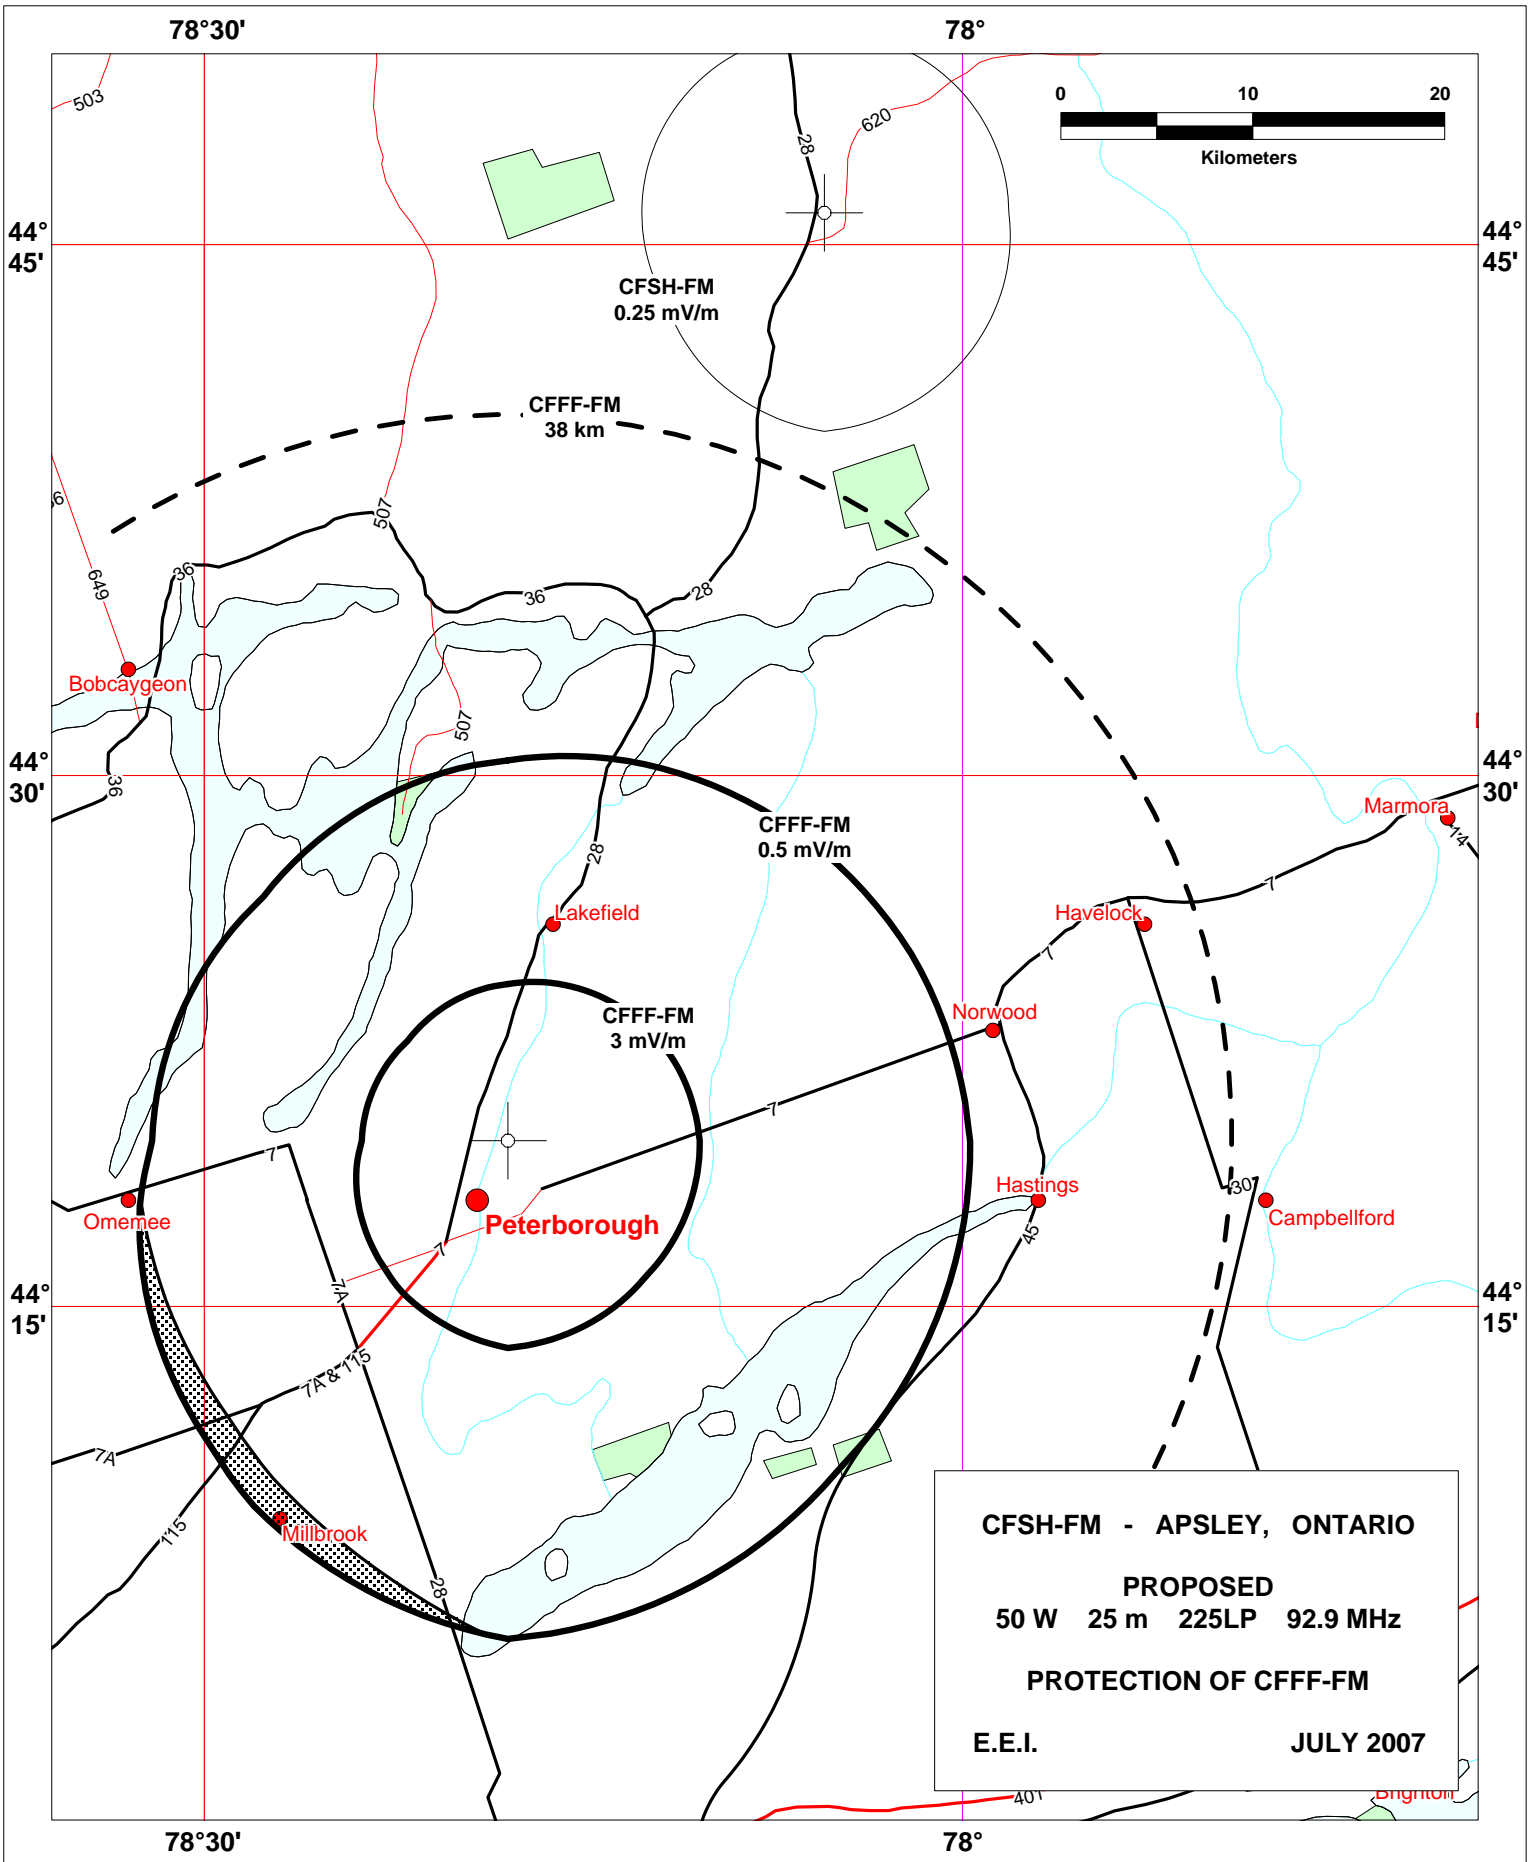 78°30'
78°
503
28
620
0 10 20
Kilometers
44°
45'
44°
45'
CFSH-FM
0.25 mV/m
CFFF-FM
38 km
507
649
36
36
28
Bobcaygeon
507
36
44°
30'
44°
30'
Marmora
14
CFFF-FM
0.5 mV/m
28
7
Lakefield
Havelock
7
Norwood
CFFF-FM
3 mV/m
7
7
Hastings
30
Omemee
Peterborough
Campbellford
45
7
7A
44°
15'
44°
15'
7A & 115
7A
115
Millbrook
28
CFSH-FM - APSLEY, ONTARIO
PROPOSED
50 W 25 m 225LP 92.9 MHz
PROTECTION OF CFFF-FM
E.E.I. JULY 2007
401
Brighton
78°30'
78°